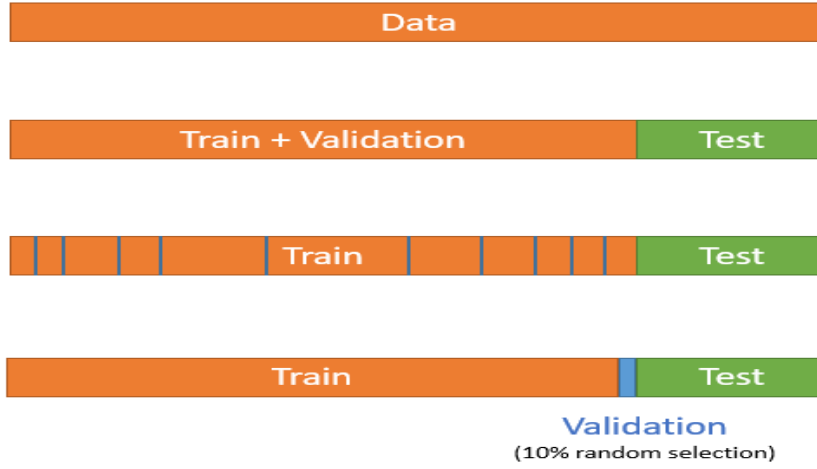 Data
Train + Validation Test
Train Test
Train Test
Validation
(10% random selection)